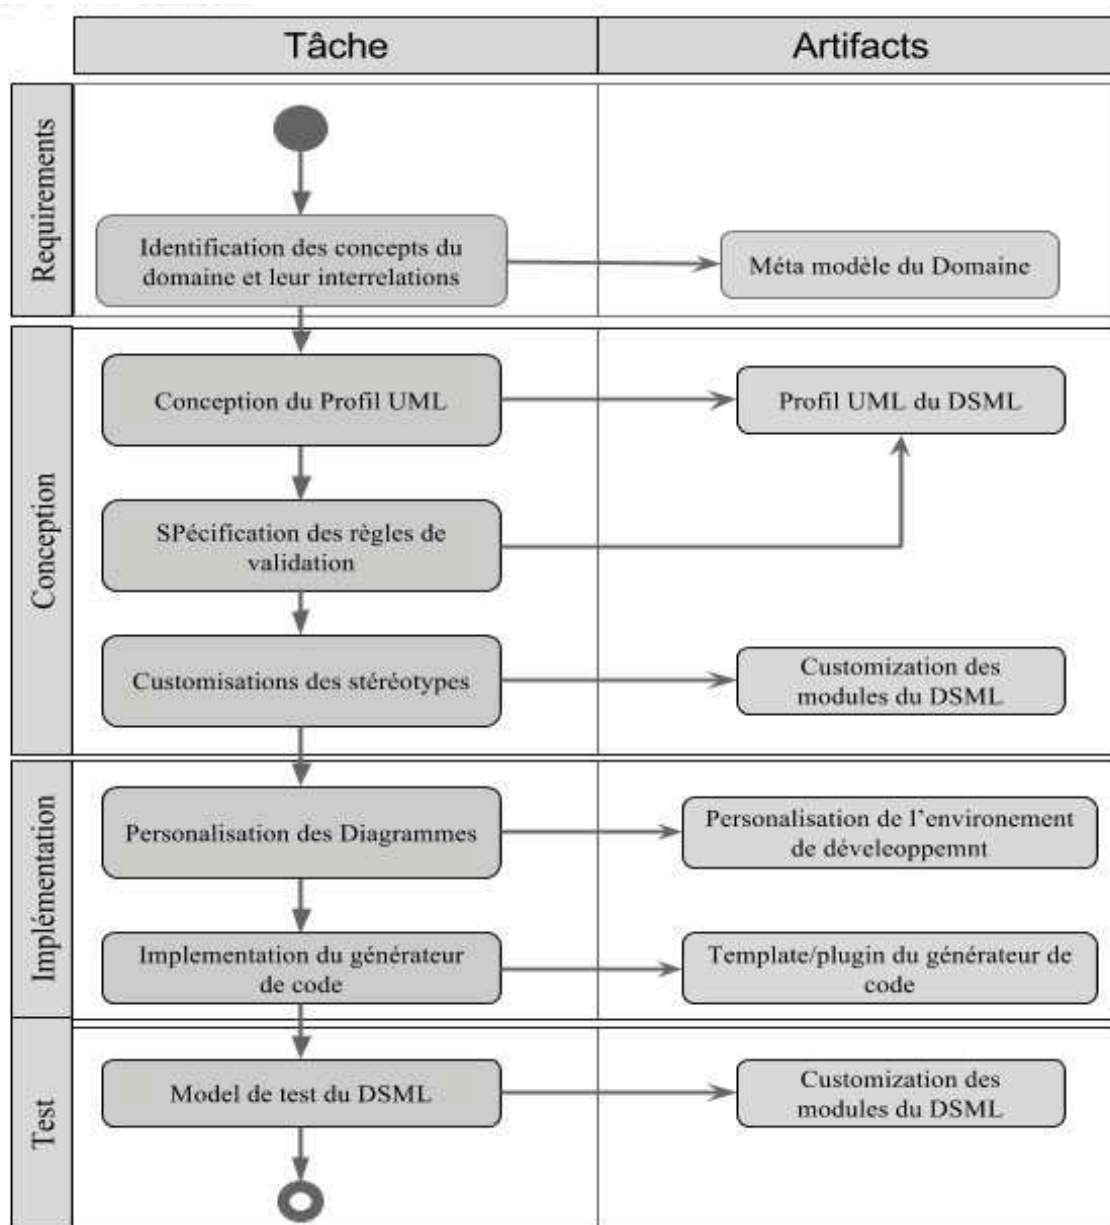 Tâche
Artifacts
Requirements
Identification des concepts du
domaine et leur interrelations
Méta modèle du Domaine
Conception
Conception du Profil UML
Profil UML du DSML
SPécification des règles de
validation
Customisations des stéréotypes
Customization des
modules du DSML
Implémentation
Personalisation des Diagrammes
Personalisation de l’environement
de déveleoppemnt
Implementation du générateur
de code
Template/plugin du générateur de
code
Test
Model de test du DSML
Customization des
modules du DSML